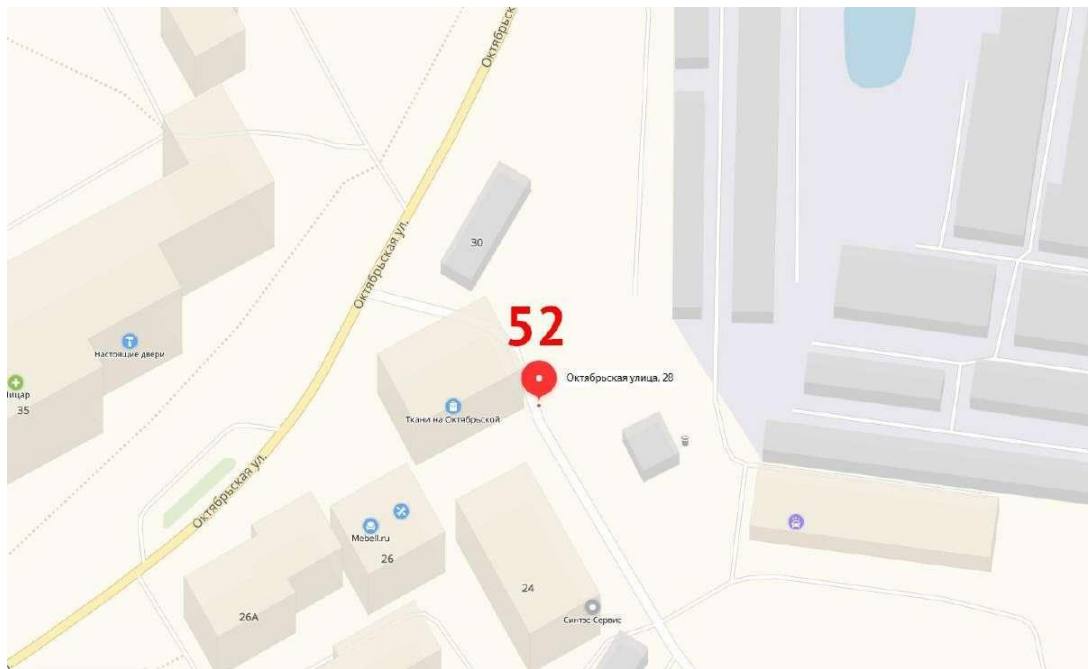 Октябрьск
Октябрьская ул.
30
52
Октябрьская улица, 28
Настоящие двери
ицар
35
Ткани на Октябрьской
Октябрьская ул.
Mebell.ru
26
24
26А
Синтэс-Сервис